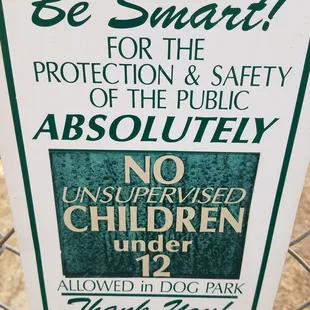 Be Smart!
FOR THE
PROTECTION & SAFETY
OF THE PUBLIC
ABSOLUTELY
NO
UNSUPERVISED
CHILDREN
under
12
ALLOWED in DOG PARK
Thank You!